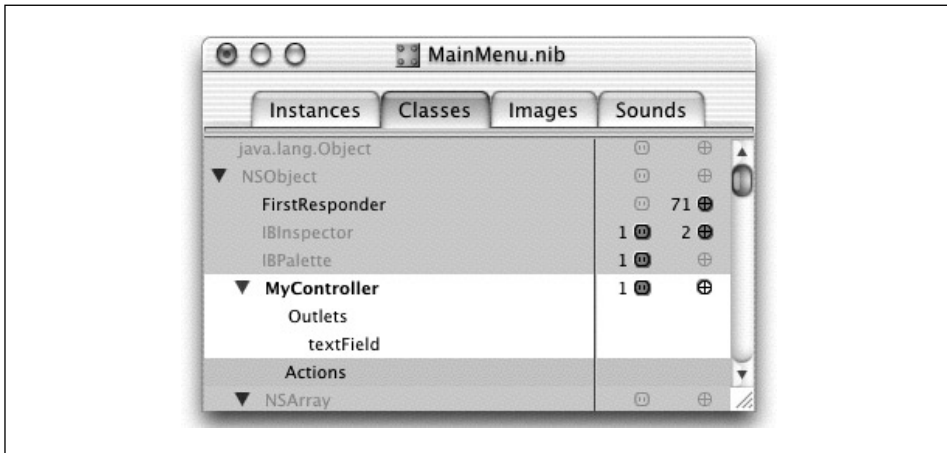 MainMenu.nib
Instances Classes Images Sounds
java.lang.Object
NSObject
FirstResponder 71
IBInspector 1 2
IBPalette 1
MyController 1
Outlets
textField
Actions
NSArray